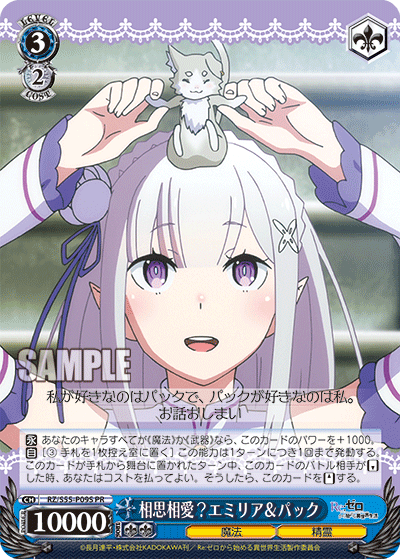 LEVEL
3
2
COST
SAMPLE
私が好きなのはパックで、パックが好きなのは私。
お話おしまい
永 あなたのキャラすべてが《魔法》か《武器》なら、このカードのパワーを+1000。
自 [③ 手札を1枚控え室に置く] この能力は1ターンにつき1回まで発動する。
このカードが手札から舞台に置かれたターン中、このカードのバトル相手が【リバース】した時、あなたはコストを払ってよい。そうしたら、このカードを【スタンド】する。
CH RZ/S55-P09S PR
Re:ゼロ
10000
相思相愛?エミリア&パック
魔法
精霊
©長月達平・株式会社KADOKAWA刊/Re:ゼロから始める異世界生活製作委員会